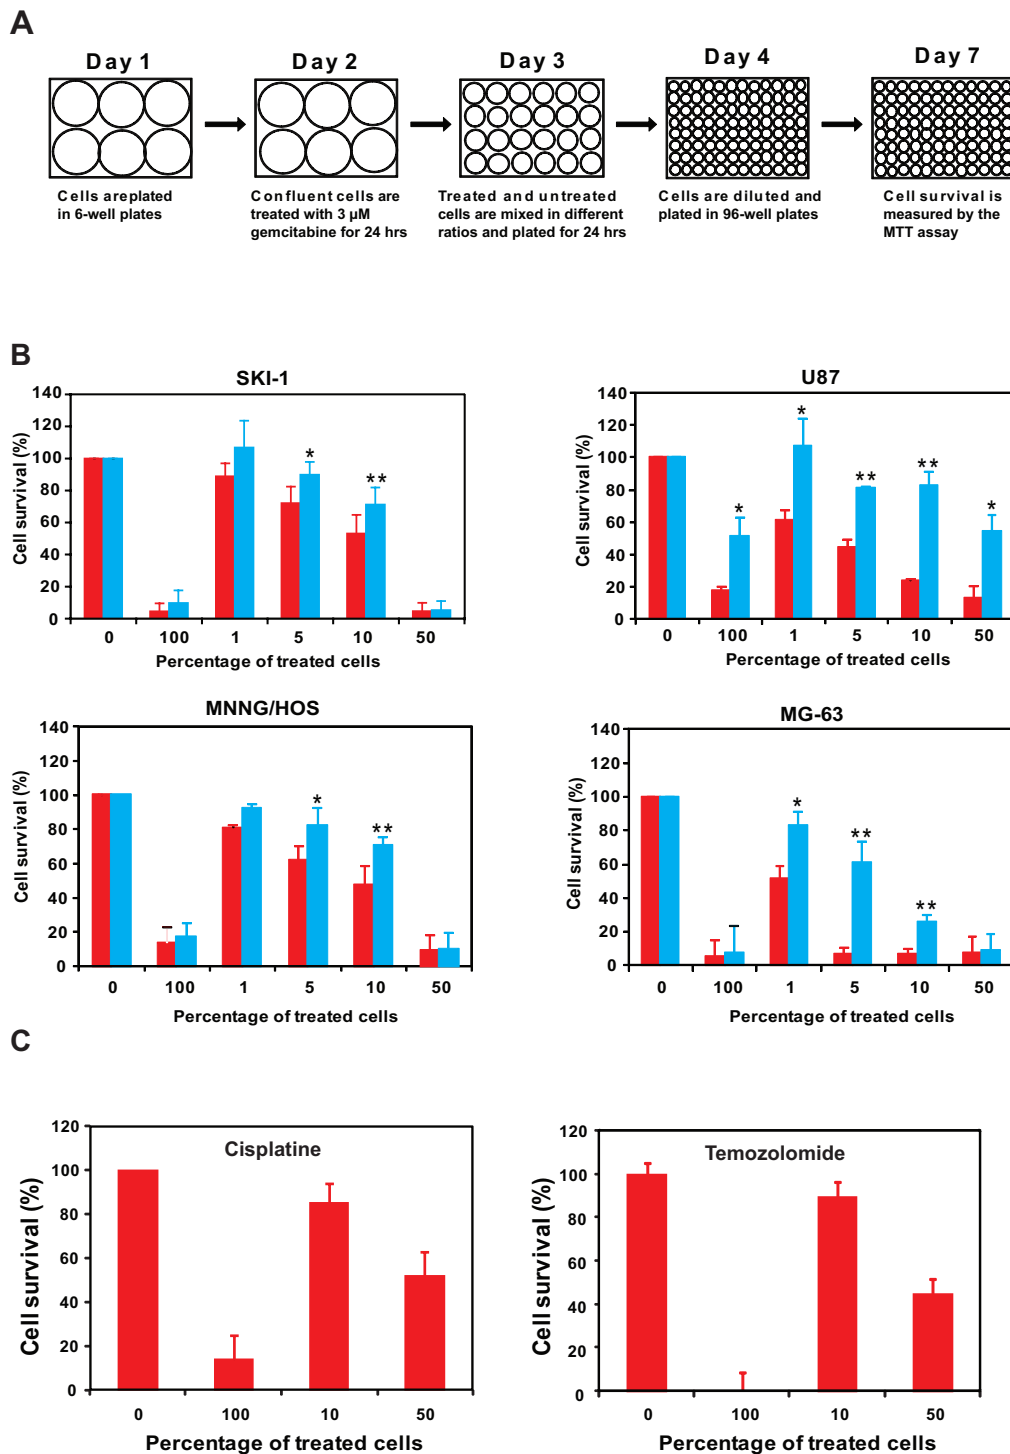 A
Day 1
Day 2
Day 3
Day 4
Day 7
Cells areplated
in 6-well plates
Confluent cells are
treated with 3 µM
gemcitabine for 24 hrs
Treated and untreated
cells are mixed in different
ratios and plated for 24 hrs
Cells are diluted and
plated in 96-well plates
Cell survival is
measured by the
MTT assay
B
SKI-1
Cell survival (%)
140
120
100
80
60
40
20
0
*
**
0 100 1 5 10 50
Percentage of treated cells
U87
Cell survival (%)
140
120
100
80
60
40
20
0
*
*
**
**
*
0 100 1 5 10 50
Percentage of treated cells
MNNG/HOS
Cell survival (%)
140
120
100
80
60
40
20
0
*
**
0 100 1 5 10 50
Percentage of treated cells
MG-63
Cell survival (%)
140
120
100
80
60
40
20
0
*
**
**
0 100 1 5 10 50
Percentage of treated cells
C
Cisplatine
Cell survival (%)
120
100
80
60
40
20
0
0 100 10 50
Percentage of treated cells
Temozolomide
Cell survival (%)
120
100
80
60
40
20
0
0 100 10 50
Percentage of treated cells